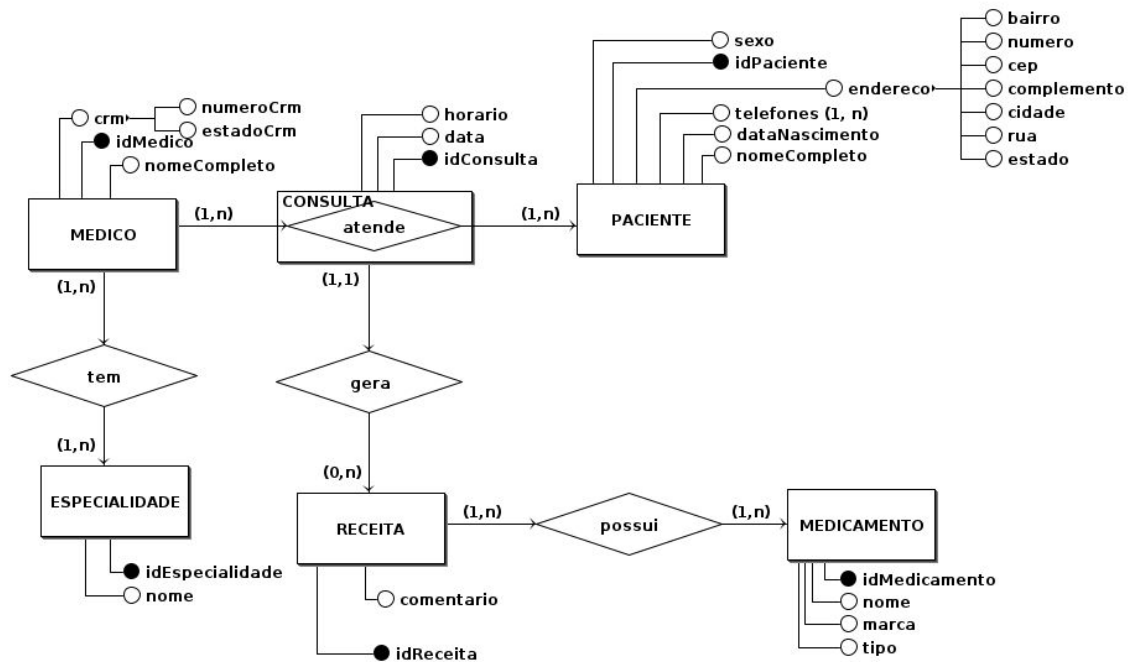 bairro
sexo
numero
idPaciente
cep
endereco
complemento
crm
numeroCrm
horario
telefones (1, n)
cidade
estadoCrm
data
dataNascimento
rua
idMedico
idConsulta
nomeCompleto
estado
nomeCompleto
CONSULTA
MEDICO
(1,n)
atende
(1,n)
PACIENTE
(1,n)
(1,1)
tem
gera
(1,n)
(0,n)
ESPECIALIDADE
RECEITA
(1,n)
possui
(1,n)
MEDICAMENTO
idEspecialidade
nome
comentario
idReceita
idMedicamento
nome
marca
tipo